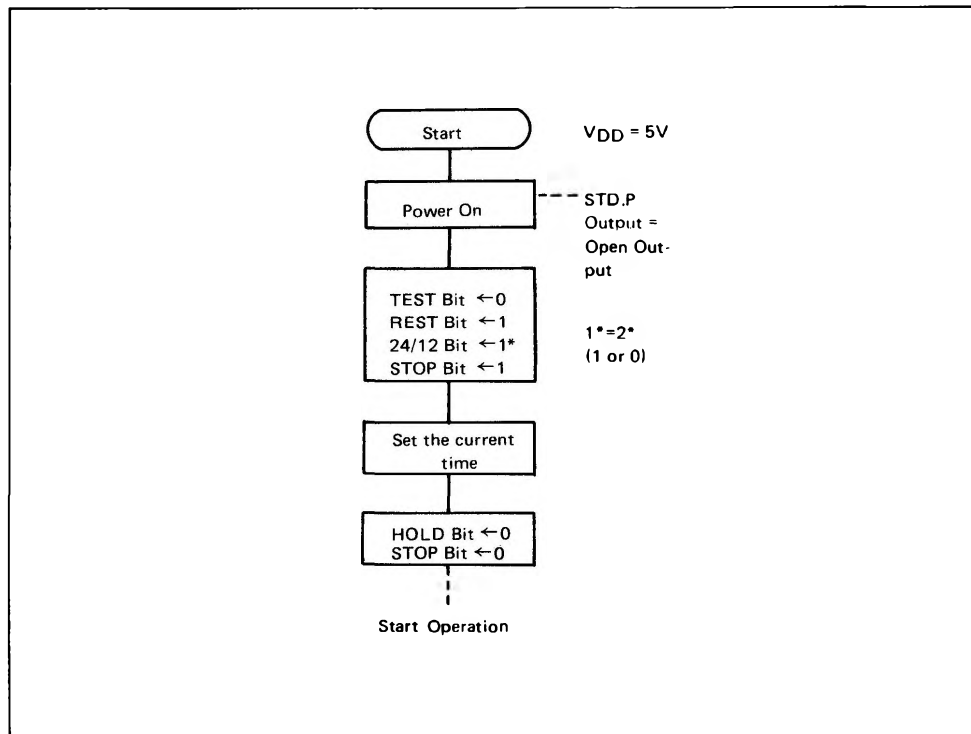 Start
VDD = 5V
Power On
STD.P
Output =
Open Out-
put
TEST Bit ←0
REST Bit ←1
24/12 Bit ←1*
STOP Bit ←1
1*=2*
(1 or 0)
Set the current
time
HOLD Bit ←0
STOP Bit ←0
Start Operation